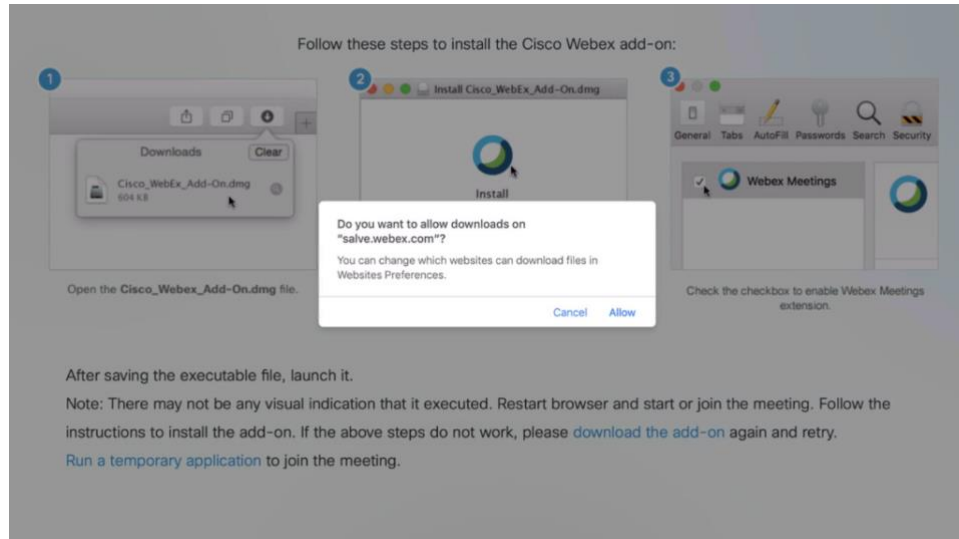 Follow these steps to install the Cisco Webex add-on:
1
Downloads
Clear
Cisco_WebEx_Add-On.dmg
604 KB
Open the Cisco_Webex_Add-On.dmg file.
2
Install Cisco_WebEx_Add-On.dmg
Install
3
General Tabs AutoFill Passwords Search Security
Webex Meetings
Check the checkbox to enable Webex Meetings
extension.
Do you want to allow downloads on
"salve.webex.com"?
You can change which websites can download files in
Websites Preferences.
Cancel Allow
After saving the executable file, launch it.
Note: There may not be any visual indication that it executed. Restart browser and start or join the meeting. Follow the
instructions to install the add-on. If the above steps do not work, please download the add-on again and retry.
Run a temporary application to join the meeting.